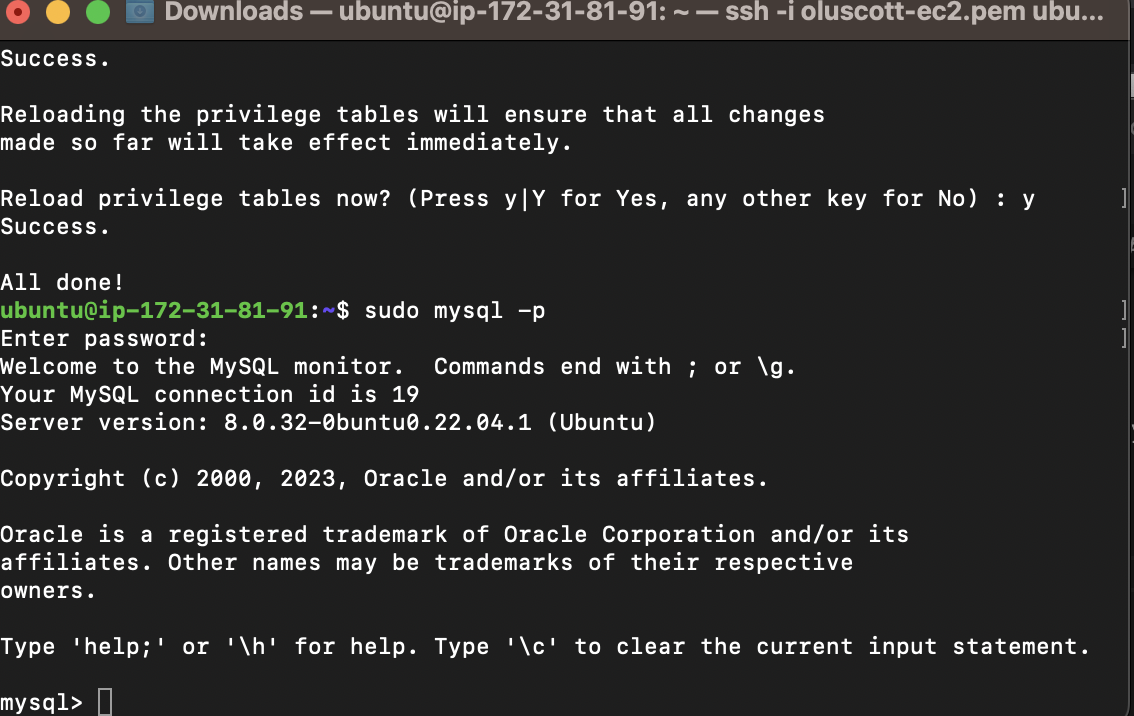 Downloads — ubuntu@ip-172-31-81-91: ~ — ssh -i oluscott-ec2.pem ubu...
Success.
Reloading the privilege tables will ensure that all changes
made so far will take effect immediately.
Reload privilege tables now? (Press y|Y for Yes, any other key for No) : y
Success.
All done!
ubuntu@ip-172-31-81-91:~$ sudo mysql -p
Enter password:
Welcome to the MySQL monitor.  Commands end with ; or \g.
Your MySQL connection id is 19
Server version: 8.0.32-0buntu0.22.04.1 (Ubuntu)
Copyright (c) 2000, 2023, Oracle and/or its affiliates.
Oracle is a registered trademark of Oracle Corporation and/or its
affiliates. Other names may be trademarks of their respective
owners.
Type 'help;' or '\h' for help. Type '\c' to clear the current input statement.
mysql>